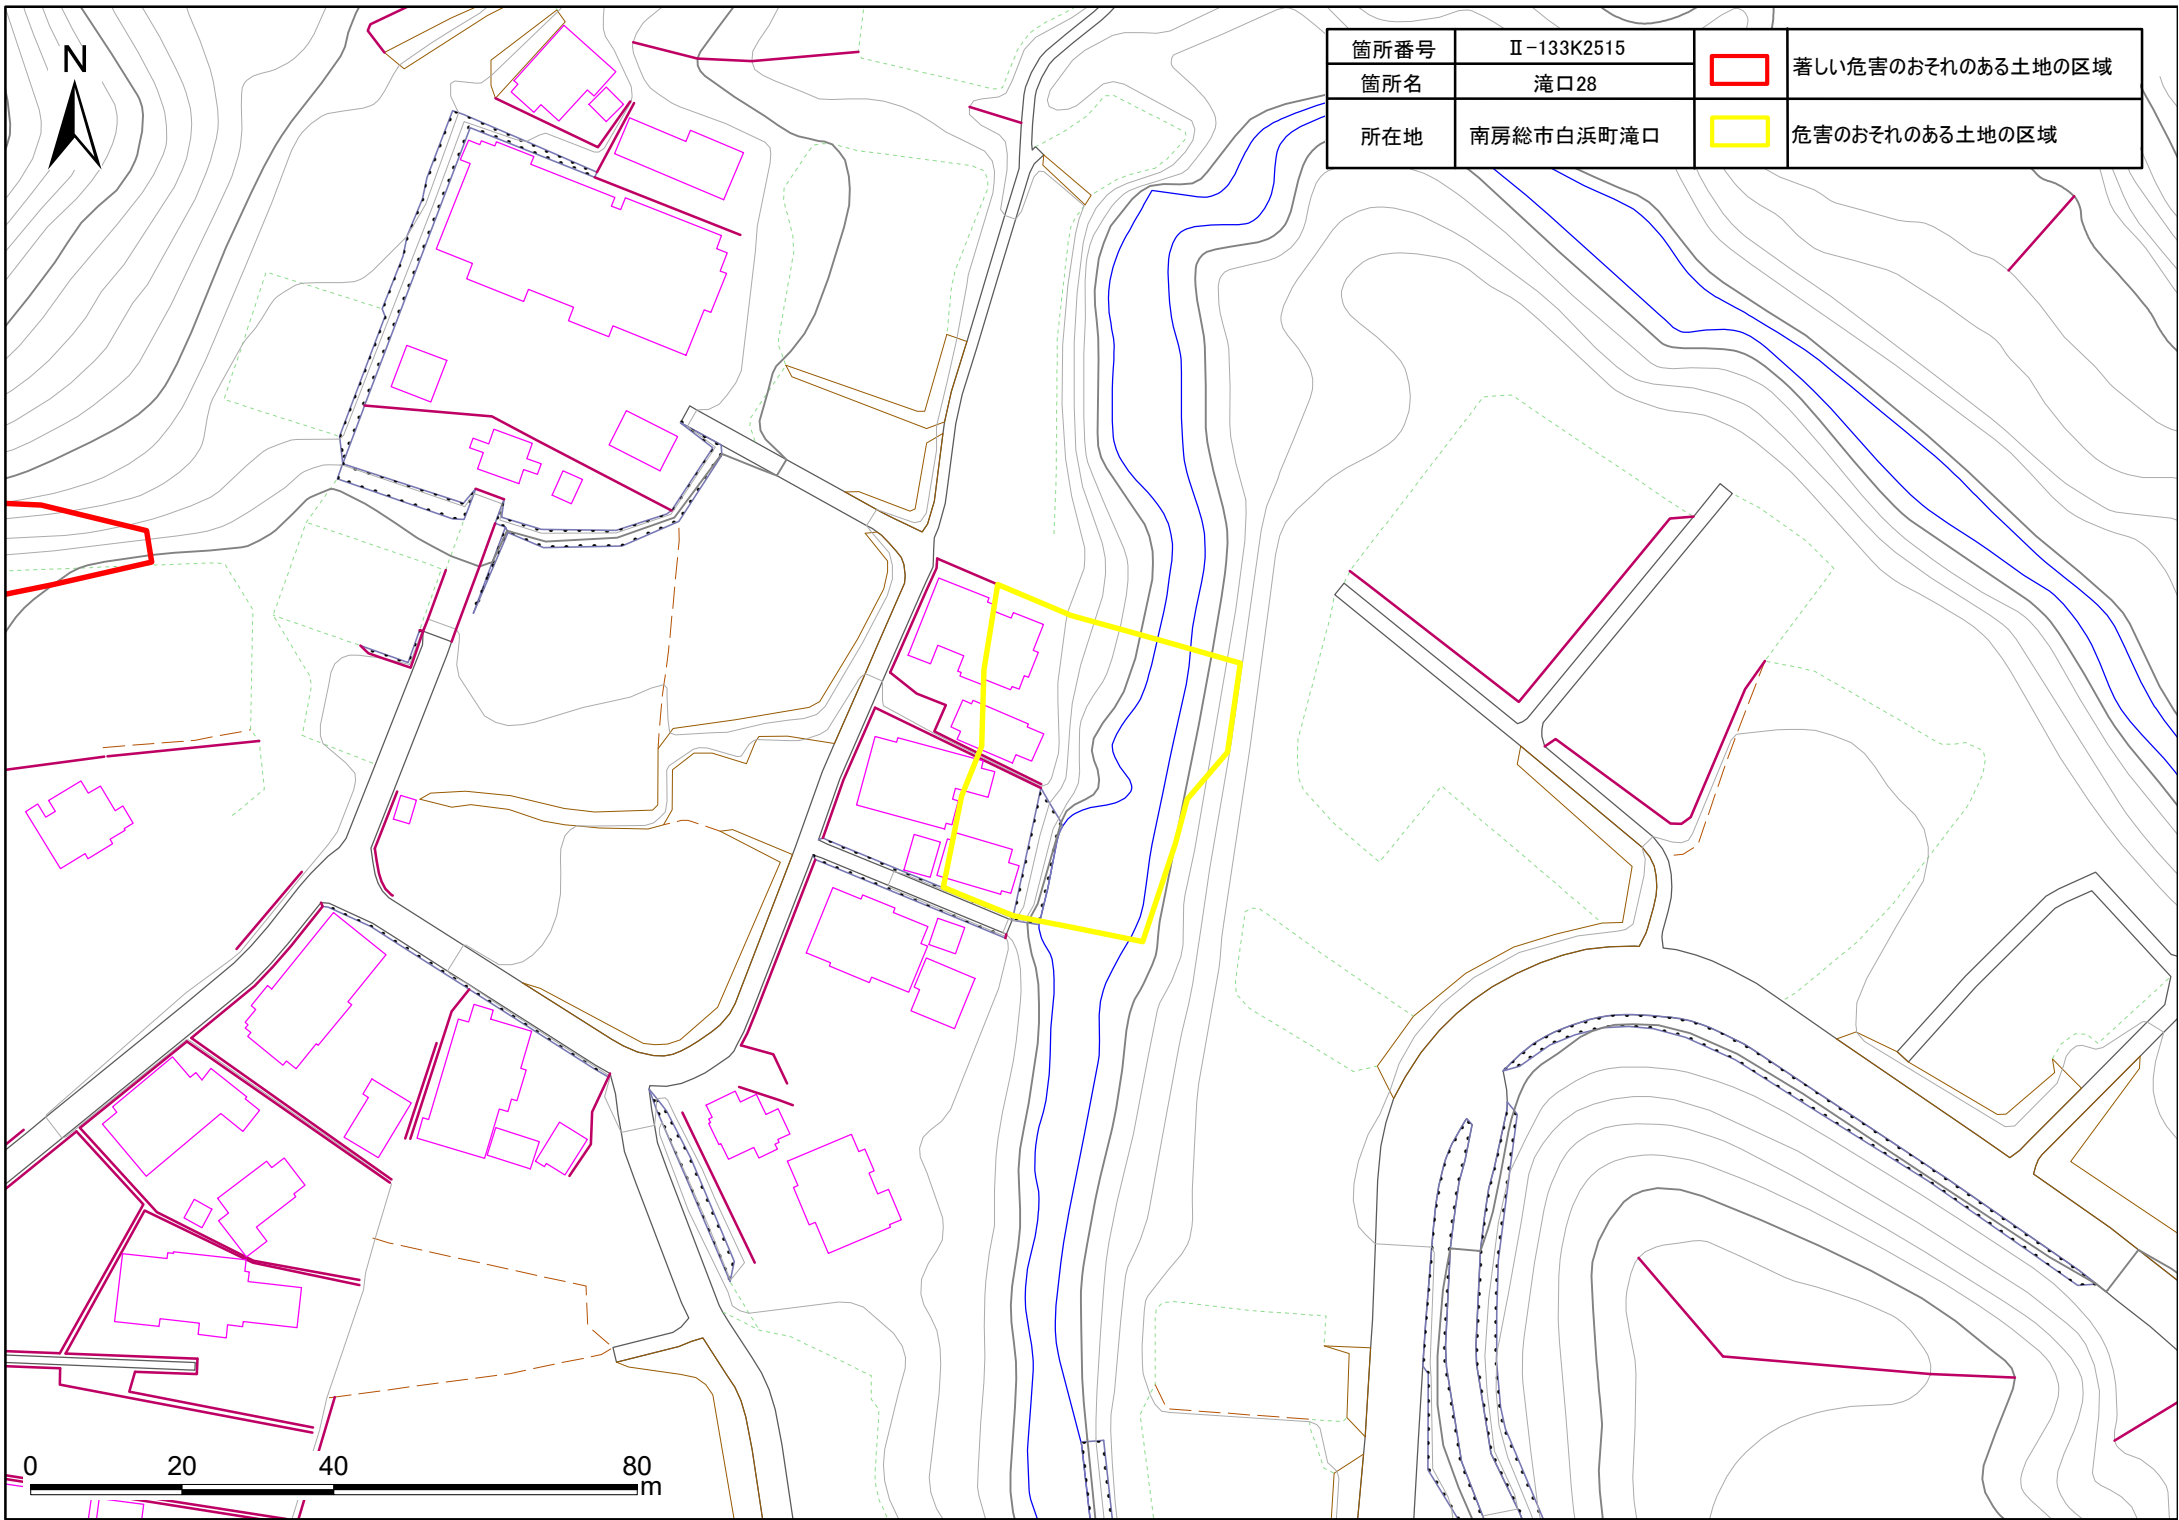 N
箇所番号 Ⅱ-133K2515 著しい危害のおそれのある土地の区域
箇所名 滝口28
所在地 南房総市白浜町滝口 危害のおそれのある土地の区域
0 20 40 80
m